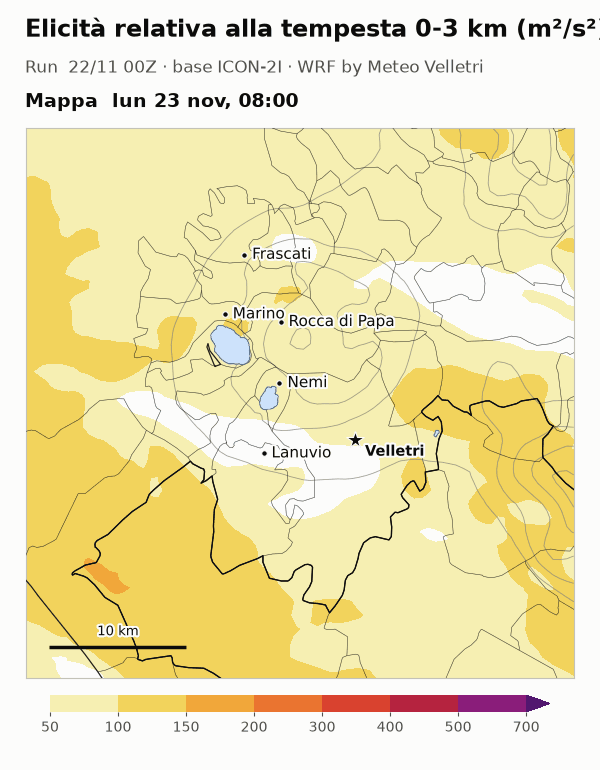 Elicità relativa alla tempesta 0-3 km (m²/s²)
Run 22/11 00Z · base ICON-2I · WRF by Meteo Velletri
Mappa lun 23 nov, 08:00
Frascati
Marino
Rocca di Papa
Nemi
Velletri
Lanuvio
10 km
50 100 150 200 300 400 500 700